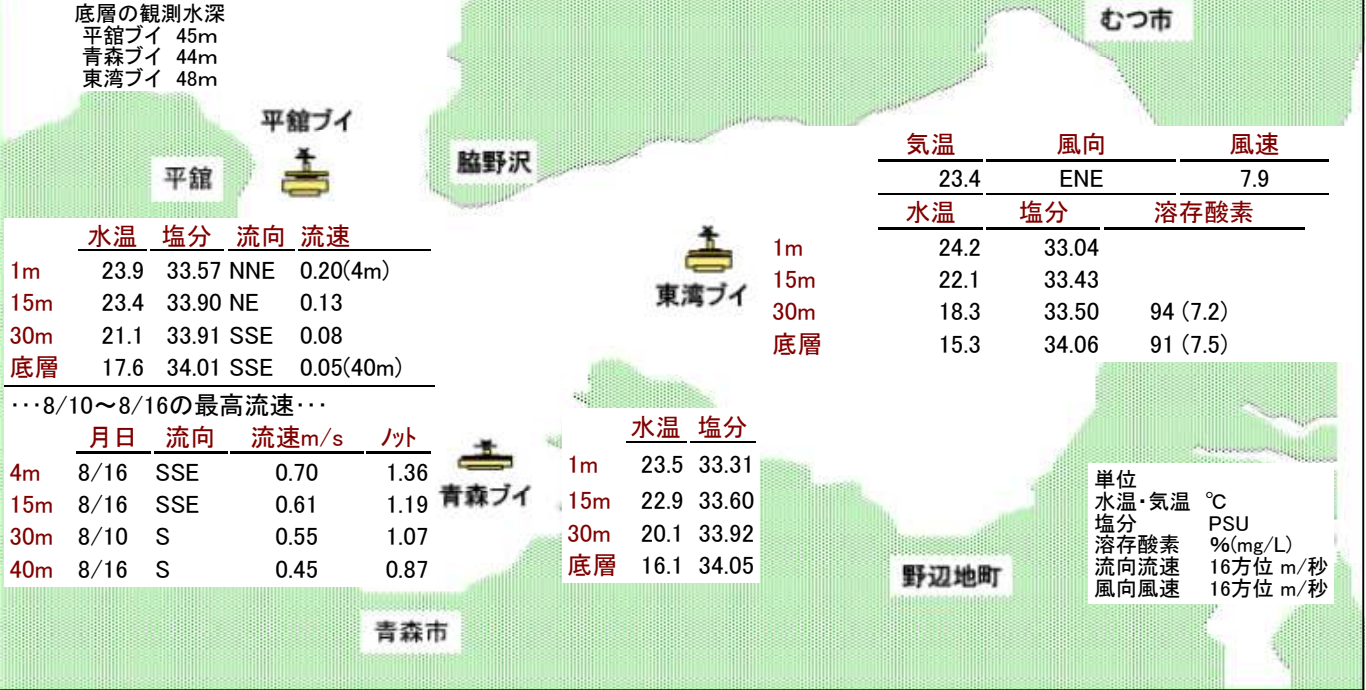 底層の観測水深
平舘ブイ 45m
青森ブイ 44m
東湾ブイ 48m
むつ市
平舘ブイ
平舘
脇野沢
気温 風向 風速
23.4 ENE 7.9
水温 塩分 溶存酸素
1m 24.2 33.04
15m 22.1 33.43
30m 18.3 33.50 94 (7.2)
底層 15.3 34.06 91 (7.5)
東湾ブイ
水温 塩分 流向 流速
1m 23.9 33.57 NNE 0.20(4m)
15m 23.4 33.90 NE 0.13
30m 21.1 33.91 SSE 0.08
底層 17.6 34.01 SSE 0.05(40m)
･･･8/10～8/16の最高流速･･･
月日 流向 流速m/s ﾉｯﾄ
4m 8/16 SSE 0.70 1.36
15m 8/16 SSE 0.61 1.19
30m 8/10 S 0.55 1.07
40m 8/16 S 0.45 0.87
青森ブイ
水温 塩分
1m 23.5 33.31
15m 22.9 33.60
30m 20.1 33.92
底層 16.1 34.05
単位
水温・気温 ℃
塩分 PSU
溶存酸素 %(mg/L)
流向流速 16方位 m/秒
風向風速 16方位 m/秒
野辺地町
青森市